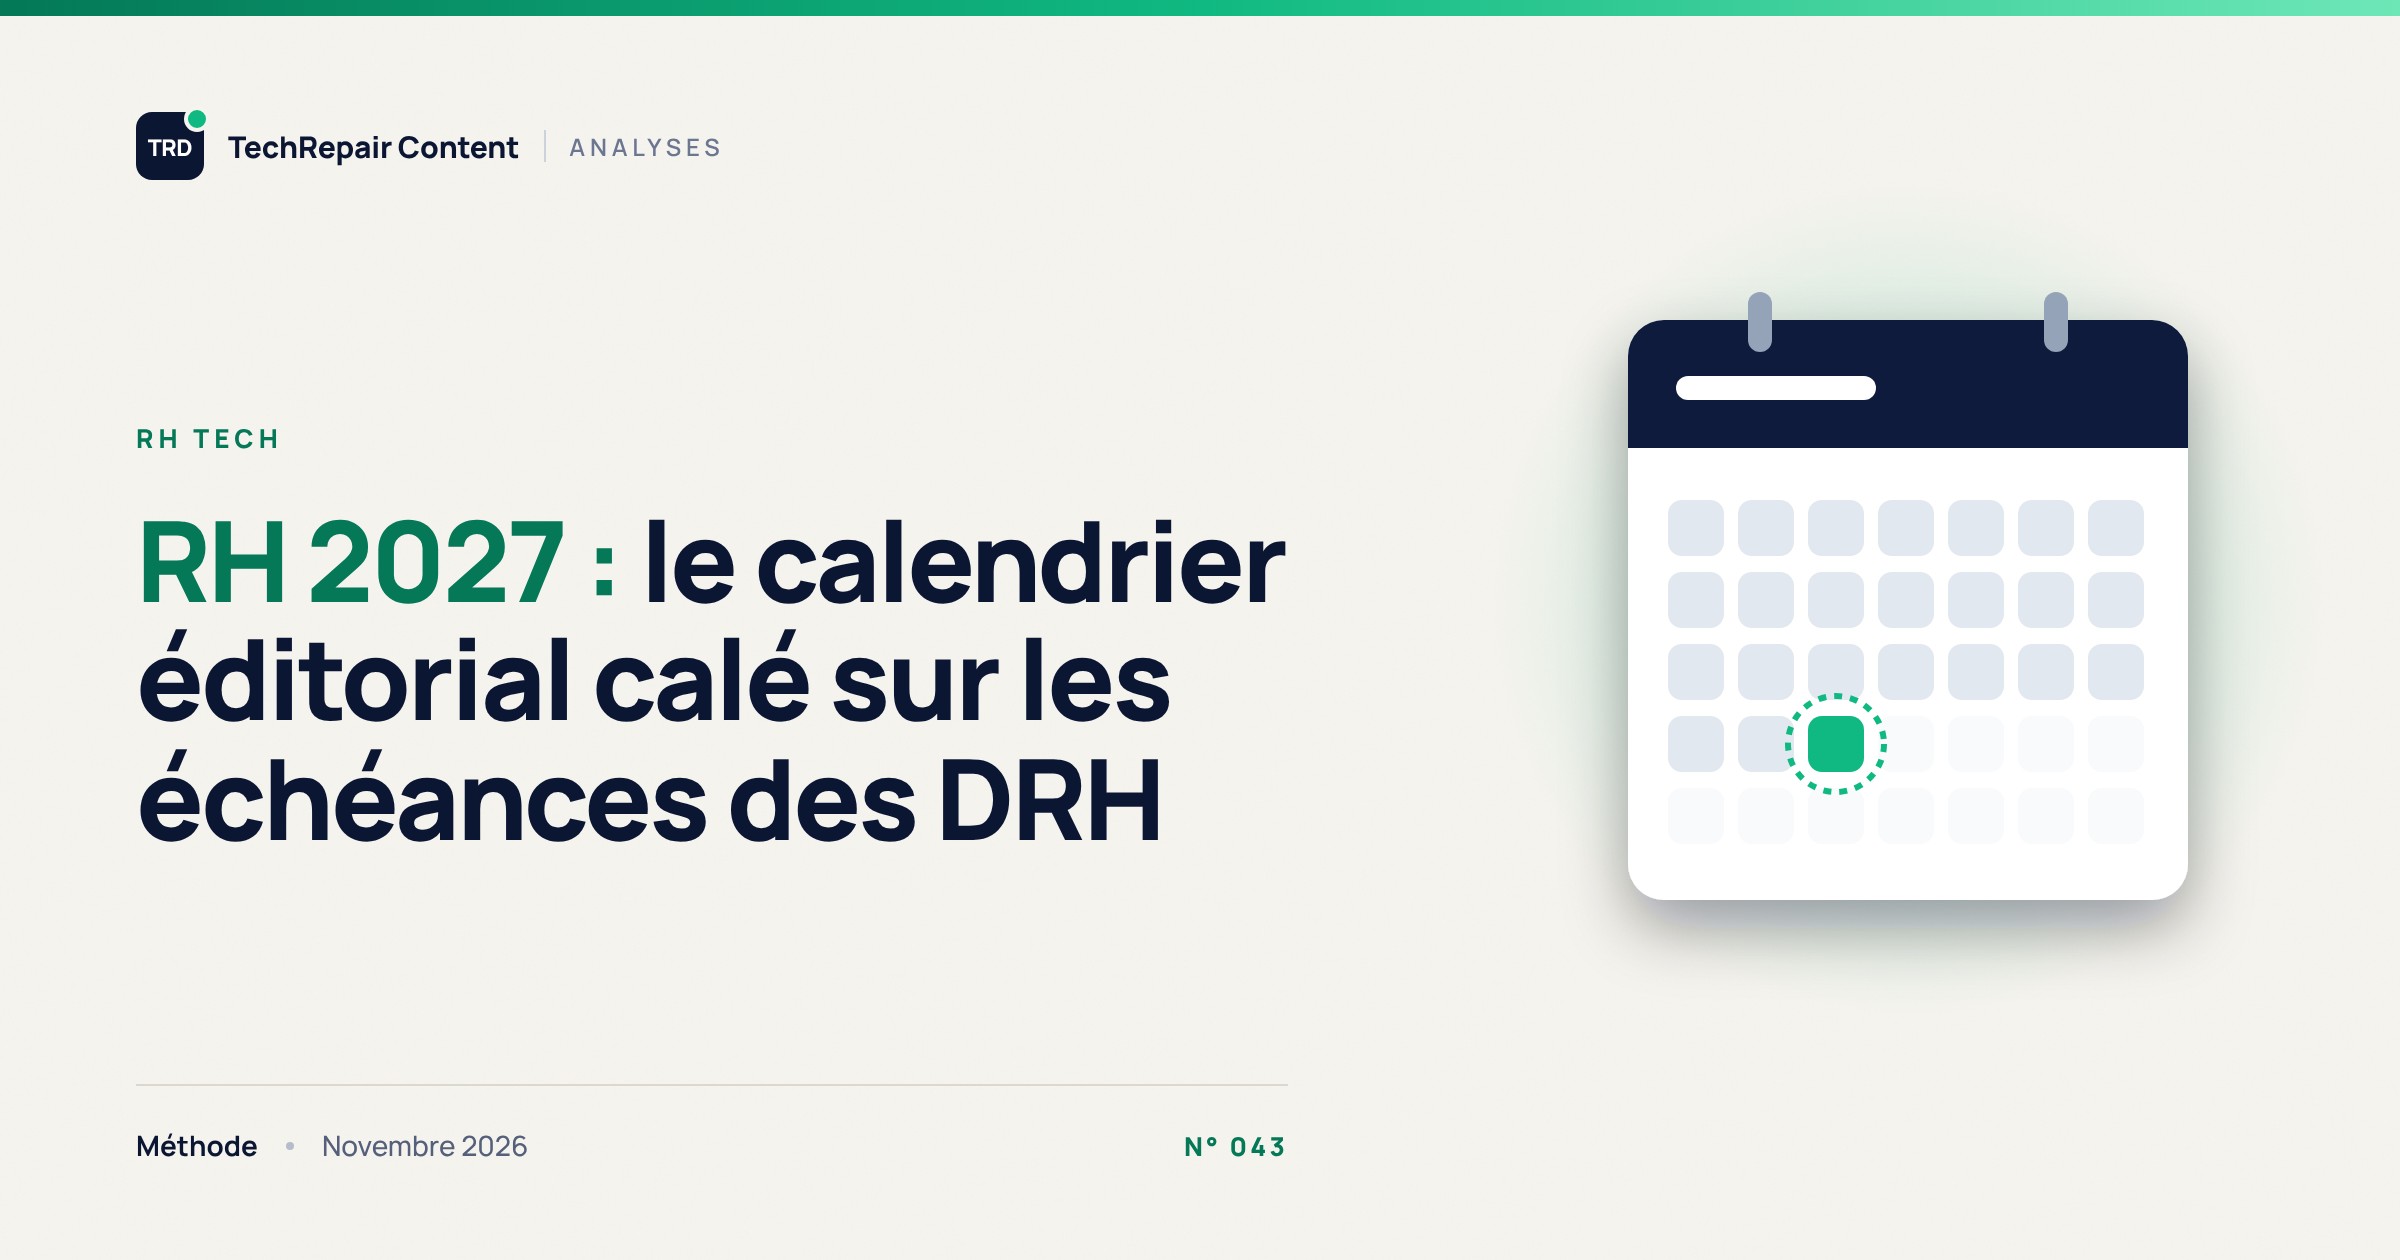 TRD
TechRepair Content
ANALYSES
RH TECH
RH 2027 : le calendrier
éditorial calé sur les
échéances des DRH
Méthode • Novembre 2026
N° 043